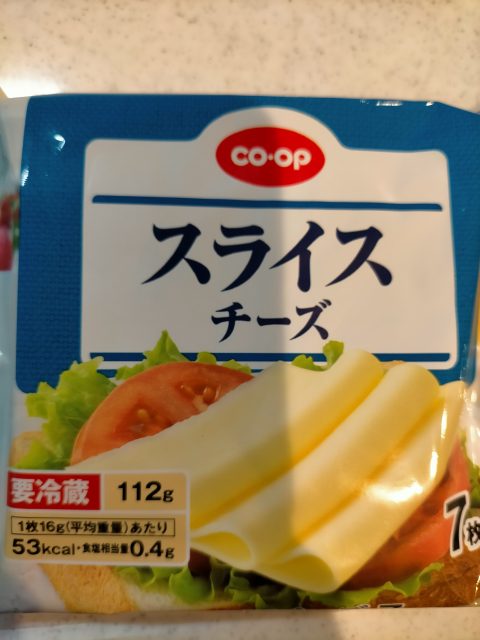 CO·OP
スライス
チーズ
要冷蔵 112g
1枚16g(平均重量)あたり
53kcal・食塩相当量0.4g
7枚